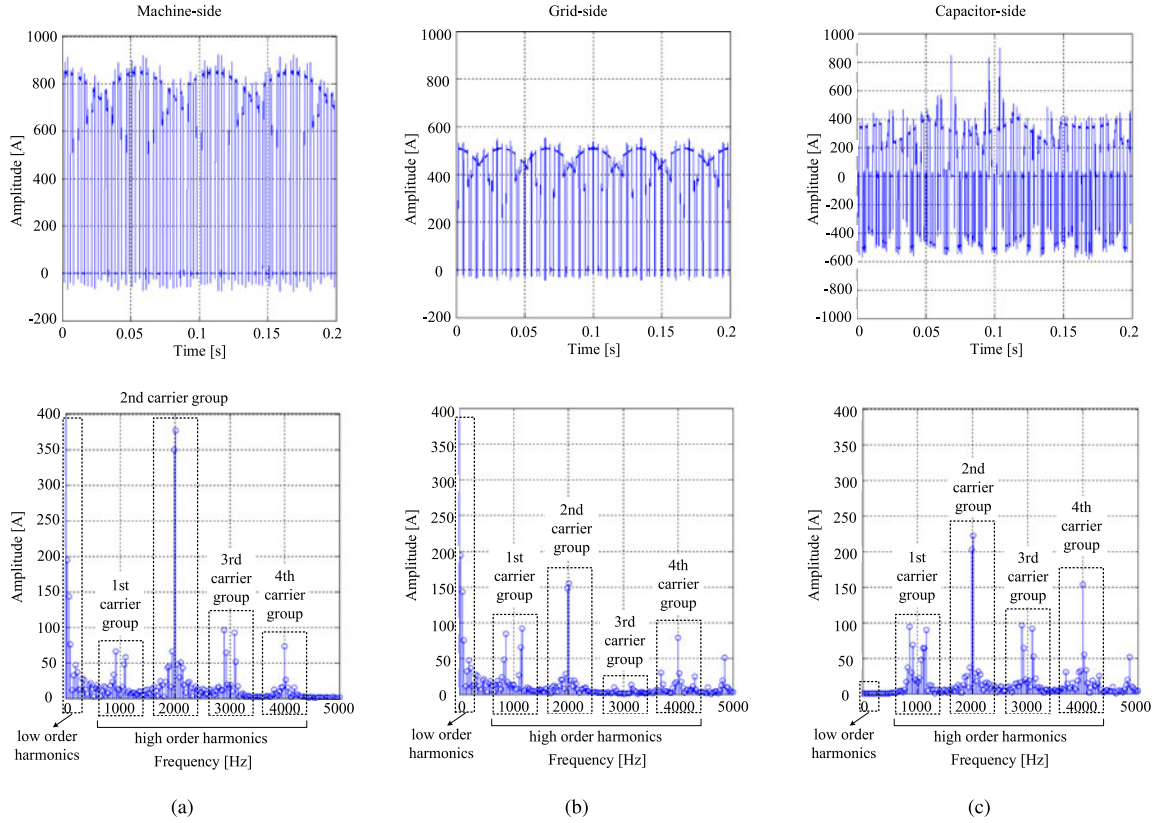 Machine-side
1000
800
600
400
800
0
-200
Amplitude [A]
0
0.05
0.1
0.15
0.2
Time [s]
Grid-side
1000
800
600
400
800
0
-200
Amplitude [A]
0
0.05
0.1
0.15
0.2
Time [s]
Capacitor-side
1000
800
600
400
200
0
-200
-400
-600
-800
-1000
Amplitude [A]
0
0.05
0.1
0.15
0.2
Time [s]
2nd carrier group
400
350
300
250
200
150
100
50
0
Amplitude [A]
1st
carrier
group
3rd
carrier
group
4th
carrier
group
0
1000
2000
3000
4000
5000
low order
harmonics
high order harmonics
Frequency [Hz]
(a)
400
350
300
250
200
150
100
50
0
Amplitude [A]
1st
carrier
group
2nd
carrier
group
3rd
carrier
group
4th
carrier
group
0
1000
2000
3000
4000
5000
low order
harmonics
high order harmonics
Frequency [Hz]
(b)
400
350
300
250
200
150
100
50
0
Amplitude [A]
1st
carrier
group
2nd
carrier
group
3rd
carrier
group
4th
carrier
group
0
1000
2000
3000
4000
5000
low order
harmonics
high order harmonics
Frequency [Hz]
(c)